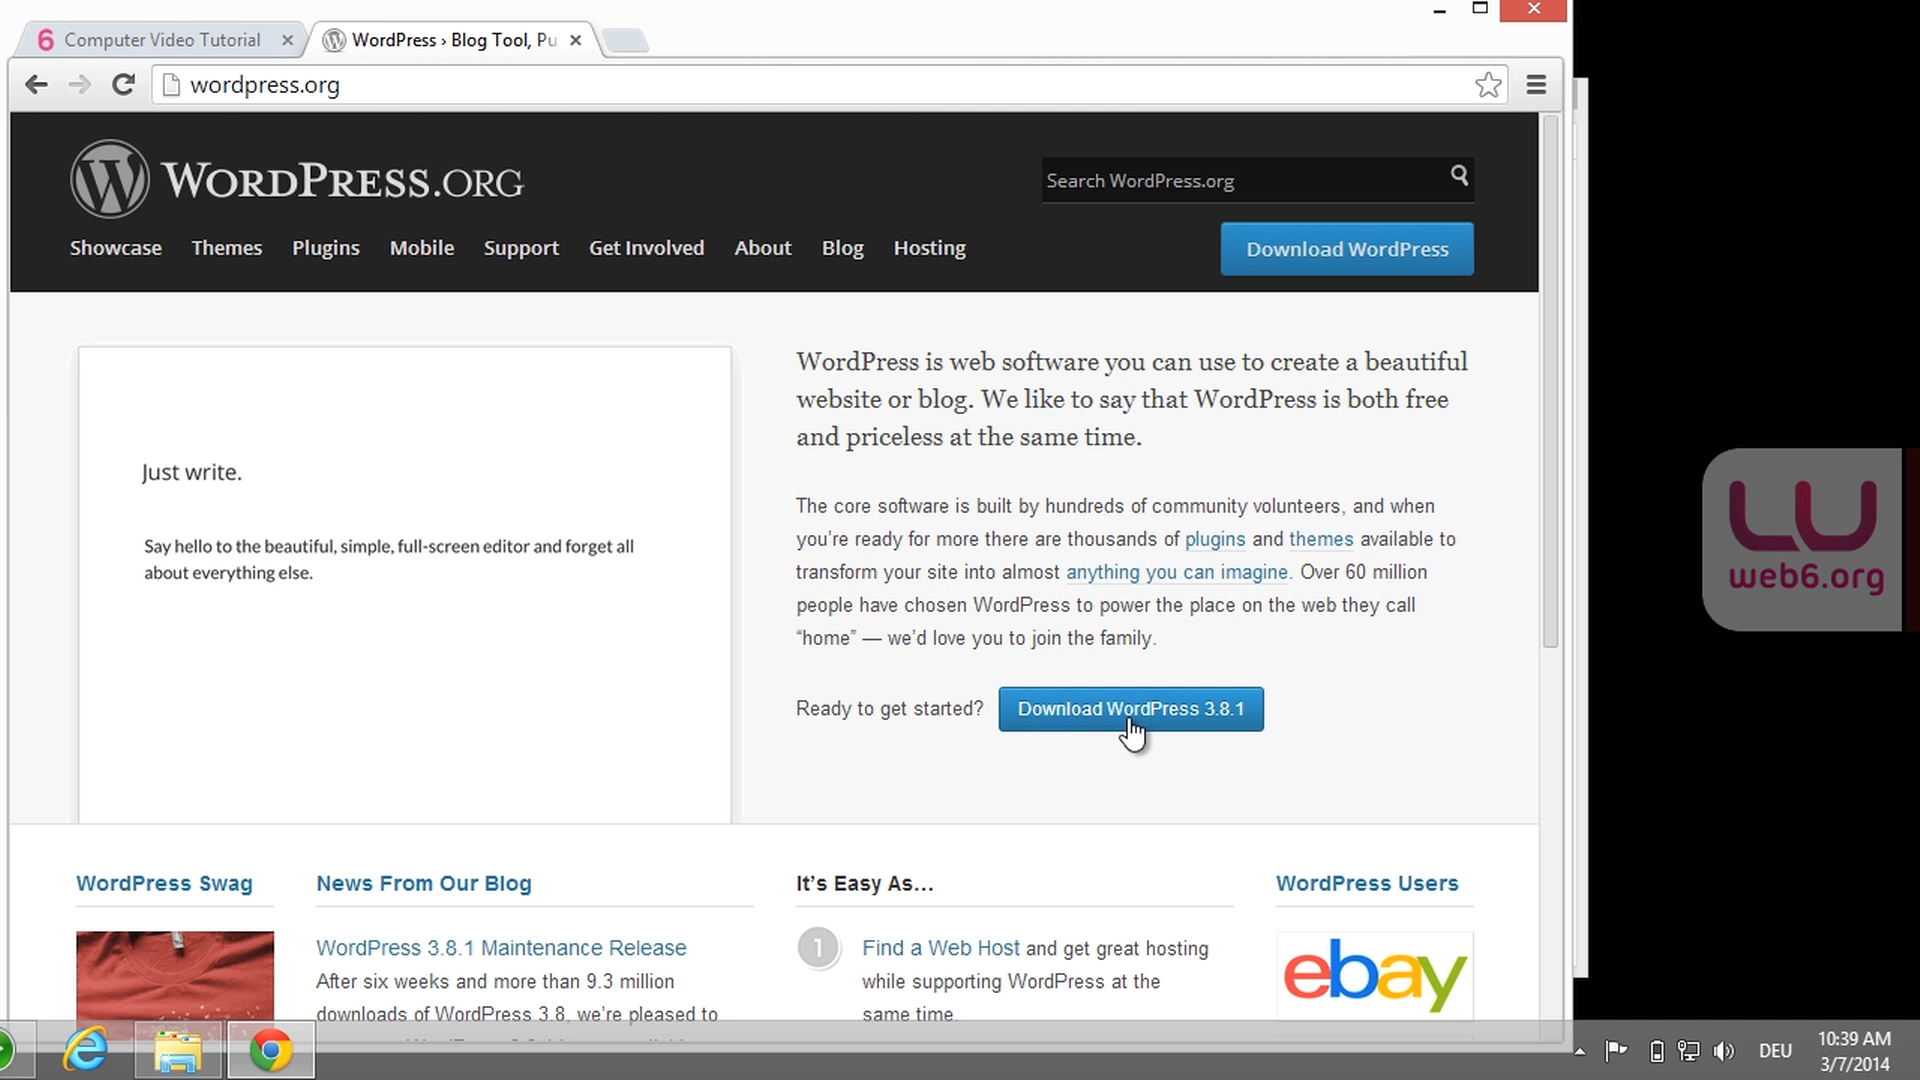 6 Computer Video Tutorial
WordPress › Blog Tool, Pu
wordpress.org
WORDPRESS.ORG
Search WordPress.org
Showcase Themes Plugins Mobile Support Get Involved About Blog Hosting
Download WordPress
Just write.
Say hello to the beautiful, simple, full-screen editor and forget all
about everything else.
WordPress is web software you can use to create a beautiful
website or blog. We like to say that WordPress is both free
and priceless at the same time.
The core software is built by hundreds of community volunteers, and when
you’re ready for more there are thousands of plugins and themes available to
transform your site into almost anything you can imagine. Over 60 million
people have chosen WordPress to power the place on the web they call
“home” — we’d love you to join the family.
Ready to get started? Download WordPress 3.8.1
web6.org
WordPress Swag
News From Our Blog
WordPress 3.8.1 Maintenance Release
After six weeks and more than 9.3 million
downloads of WordPress 3.8, we’re pleased to
It’s Easy As…
1 Find a Web Host and get great hosting
while supporting WordPress at the
same time.
WordPress Users
ebay
DEU
10:39 AM
3/7/2014